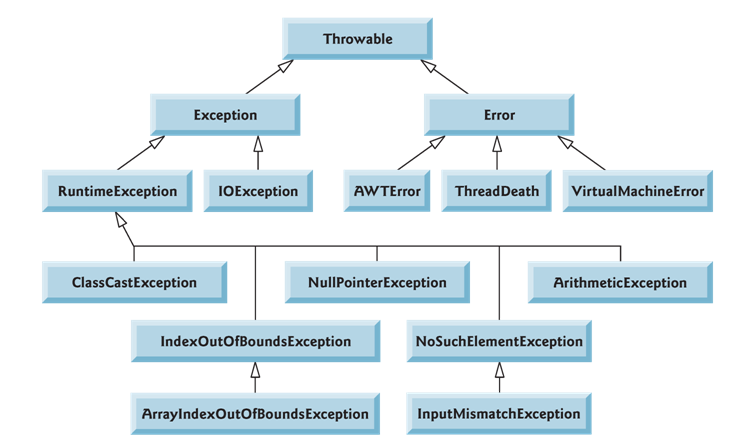 Throwable
Exception
Error
RuntimeException
IOException
AWTError
ThreadDeath
VirtualMachineError
ClassCastException
NullPointerException
ArithmeticException
IndexOutOfBoundsException
NoSuchElementException
ArrayIndexOutOfBoundsException
InputMismatchException